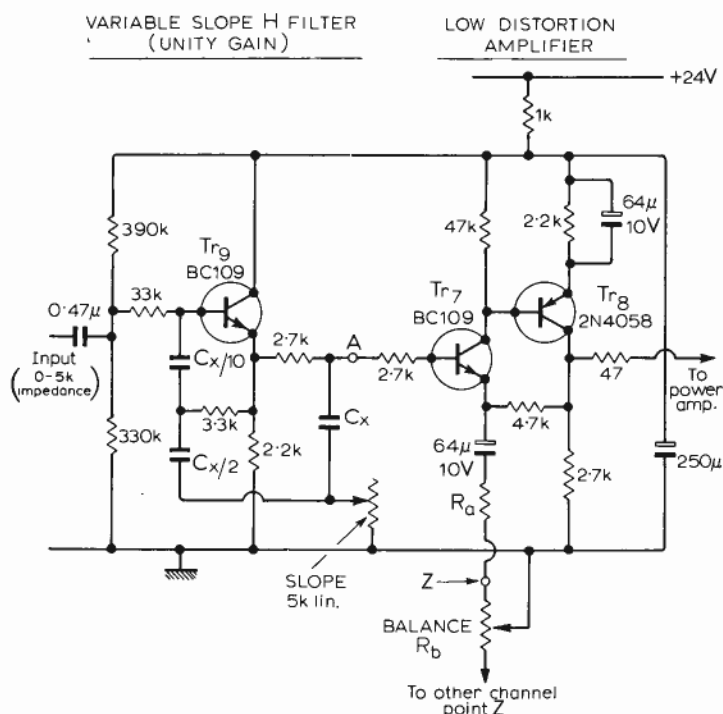 VARIABLE SLOPE H FILTER
(UNITY GAIN)
LOW DISTORTION
AMPLIFIER
+24V
1k
390k
47k
2.2k
64μ
10V
Tr9
BC109
Tr7
BC109
Tr8
2N4058
0·47μ
33k
Input
(0-5k
impedance)
Cx/10
2.7k
A
2.7k
47
To
power
amp.
3.3k
Cx
4.7k
330k
Cx/2
2.2k
64μ
10V
2.7k
250μ
Ra
SLOPE
5k lin.
Z
BALANCE
Rb
To other channel
point Z